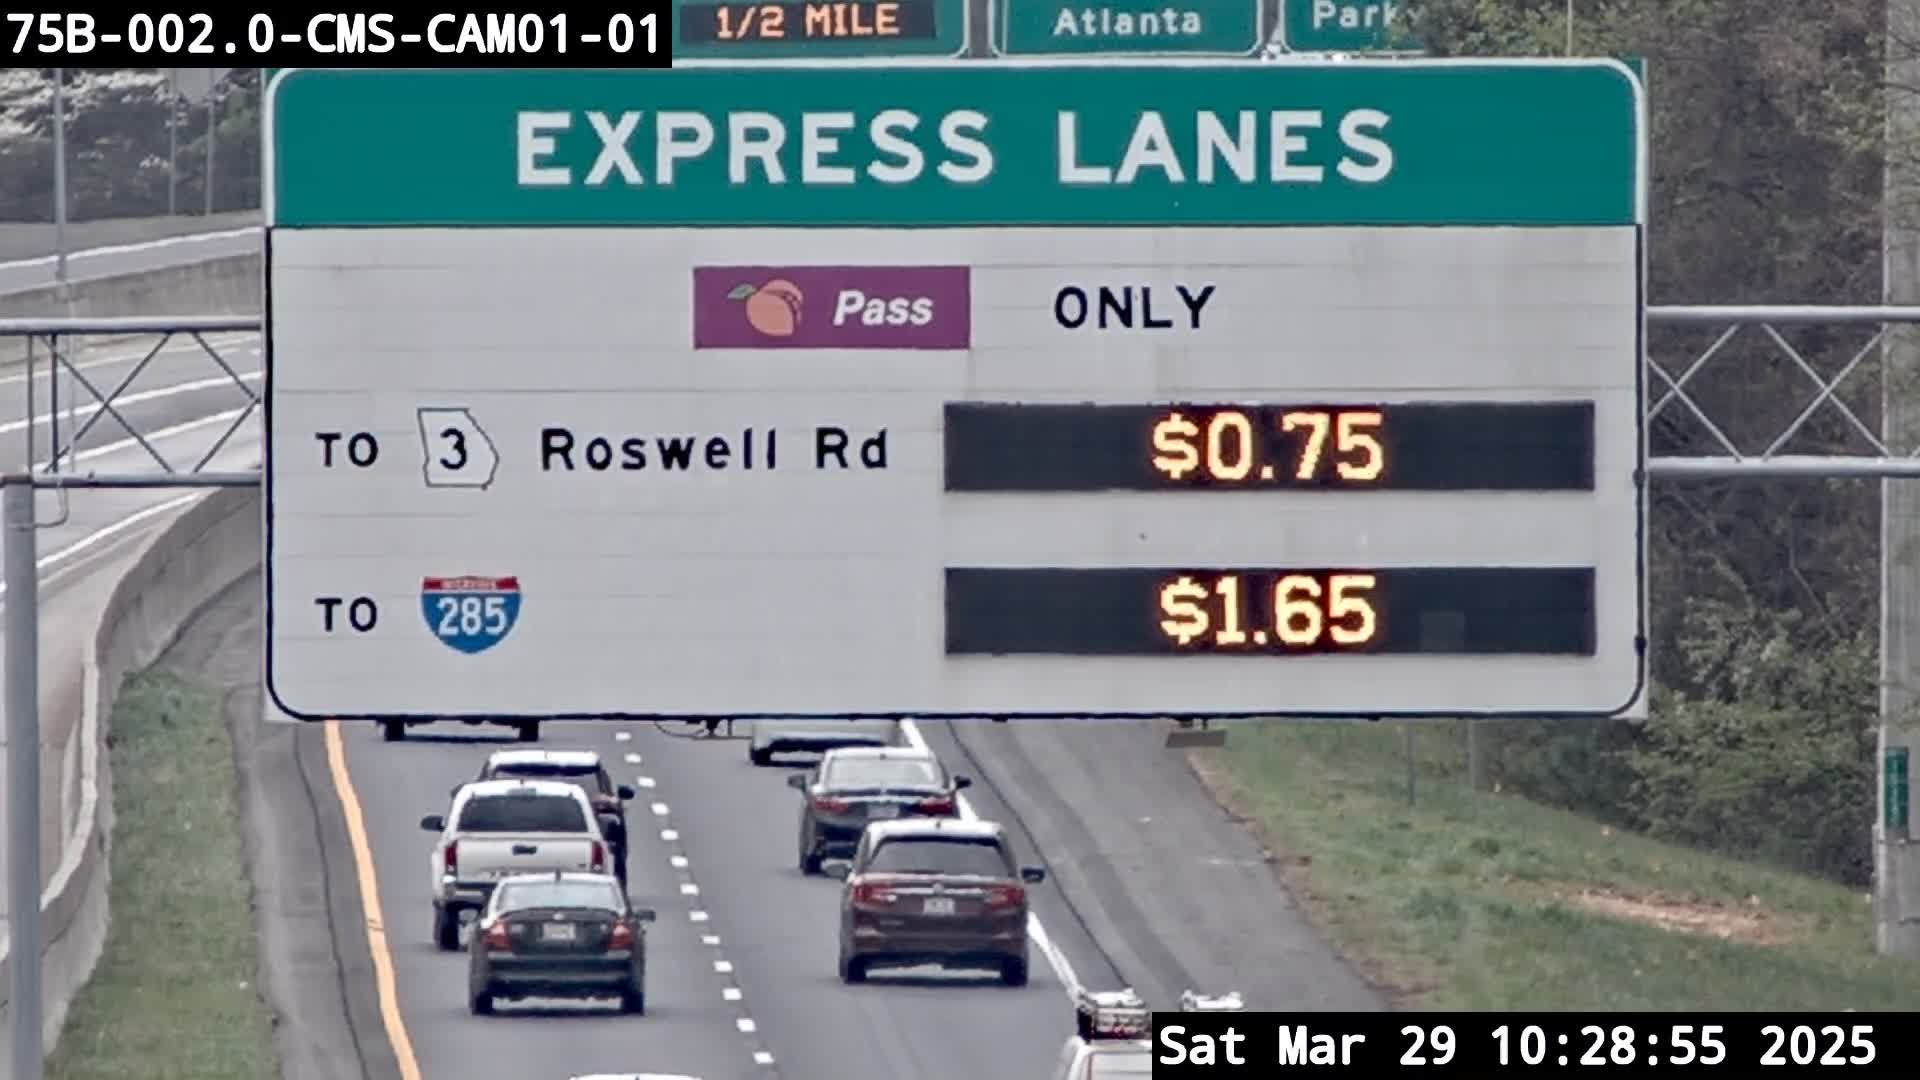 75B-002.0-CMS-CAM01-01
1/2 MILE
Atlanta
EXPRESS LANES
Pass ONLY
TO 3 Roswell Rd $0.75
TO 285 $1.65
Sat Mar 29 10:28:55 2025